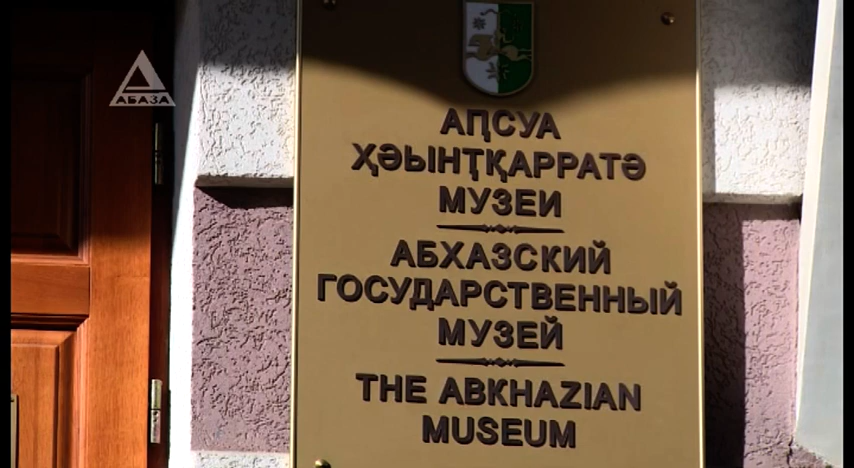 АБАЗА
АԤСУА
ҲӘЫНҬҚАРРАТӘ
МУЗЕИ
АБХАЗСКИЙ
ГОСУДАРСТВЕННЫЙ
МУЗЕЙ
THE ABKHAZIAN
MUSEUM